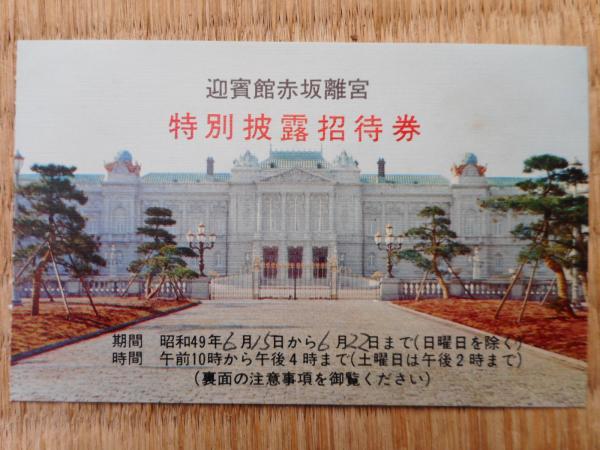 迎賓館赤坂離宮
特別披露招待券
期間 昭和49年6月15日から6月22日まで(日曜日を除く)
時間 午前10時から午後4時まで(土曜日は午後2時まで)
(裏面の注意事項を御覧ください)